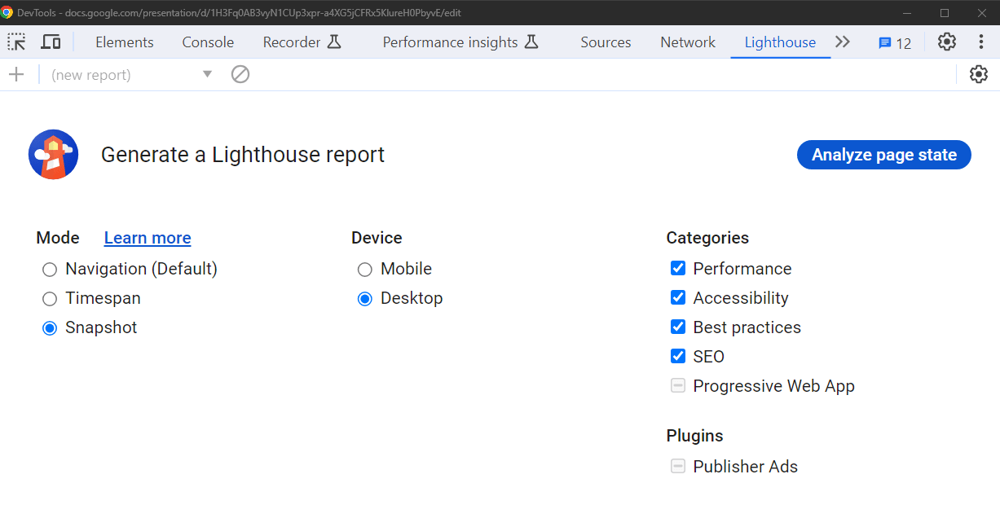 DevTools - docs.google.com/presentation/d/1H3Fq0AB3vyN1CUp3xpr-a4XG5jCFRx5KlureH0PbyvE/edit
Elements Console Recorder Performance insights Sources Network Lighthouse 12
(new report)
Generate a Lighthouse report Analyze page state
Mode Learn more Device Categories
Navigation (Default) Mobile Performance
Timespan Desktop Accessibility
Snapshot Best practices
SEO
Progressive Web App
Plugins
Publisher Ads